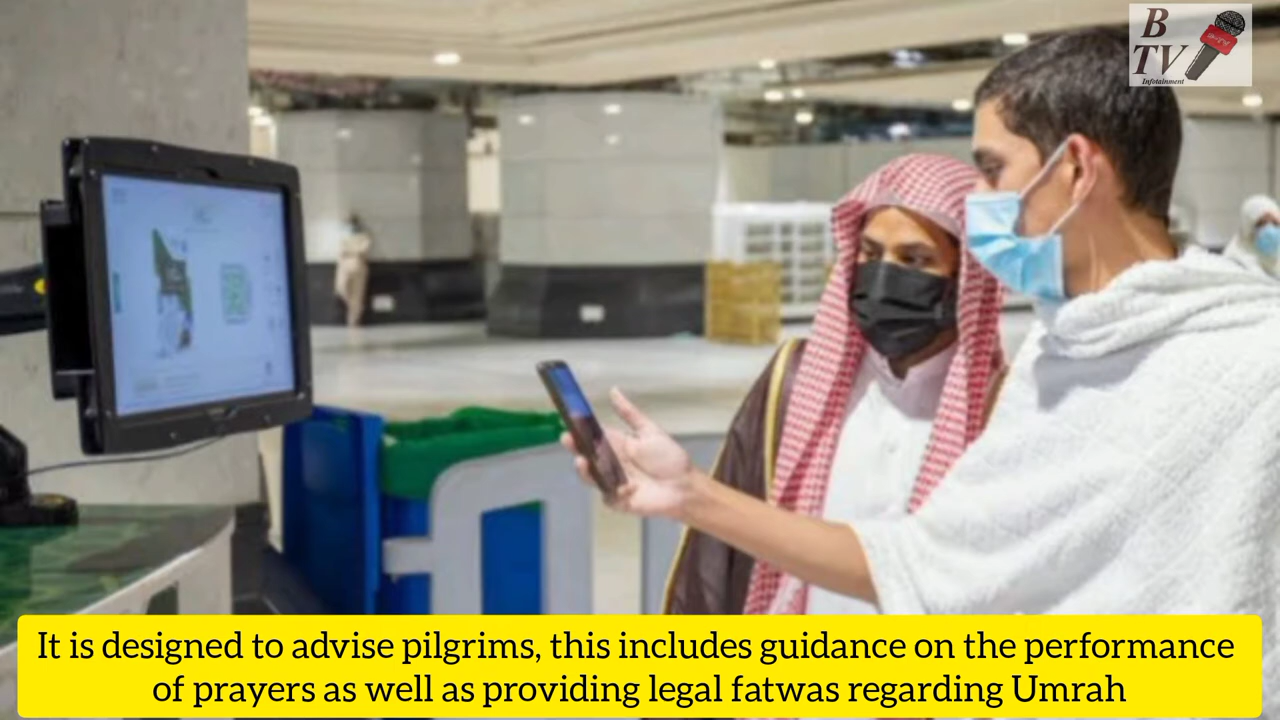 B
TV
Infotainment
It is designed to advise pilgrims, this includes guidance on the performance
of prayers as well as providing legal fatwas regarding Umrah